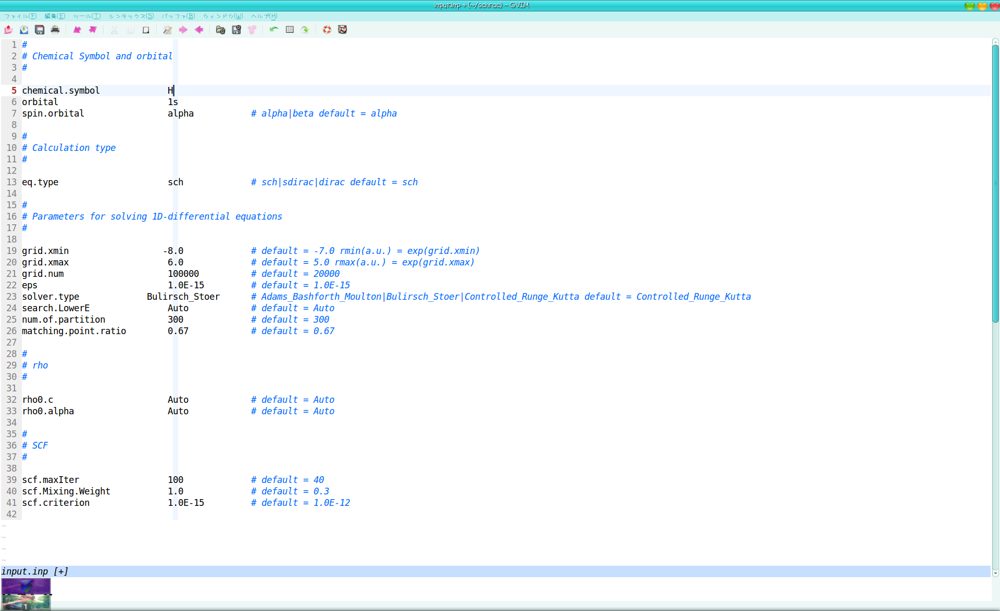 input.inp + (~/schrac) - GVIM
ファイル(F) 編集(E) ツール(T) シンタックス(S) バッファ(B) ウィンドウ(W) ヘルプ(H)
1 #
2 # Chemical Symbol and orbital
3 #
4
5 chemical.symbol H
6 orbital 1s
7 spin.orbital alpha # alpha|beta default = alpha
8
9 #
10 # Calculation type
11 #
12
13 eq.type sch # sch|sdirac|dirac default = sch
14
15 #
16 # Parameters for solving 1D-differential equations
17 #
18
19 grid.xmin -8.0 # default = -7.0 rmin(a.u.) = exp(grid.xmin)
20 grid.xmax 6.0 # default = 5.0 rmax(a.u.) = exp(grid.xmax)
21 grid.num 100000 # default = 20000
22 eps 1.0E-15 # default = 1.0E-15
23 solver.type Bulirsch_Stoer # Adams_Bashforth_Moulton|Bulirsch_Stoer|Controlled_Runge_Kutta default = Controlled_Runge_Kutta
24 search.LowerE Auto # default = Auto
25 num.of.partition 300 # default = 300
26 matching.point.ratio 0.67 # default = 0.67
27
28 #
29 # rho
30 #
31
32 rho0.c Auto # default = Auto
33 rho0.alpha Auto # default = Auto
34
35 #
36 # SCF
37 #
38
39 scf.maxIter 100 # default = 40
40 scf.Mixing.Weight 1.0 # default = 0.3
41 scf.criterion 1.0E-15 # default = 1.0E-12
42
~
~
~
~
input.inp [+]
1